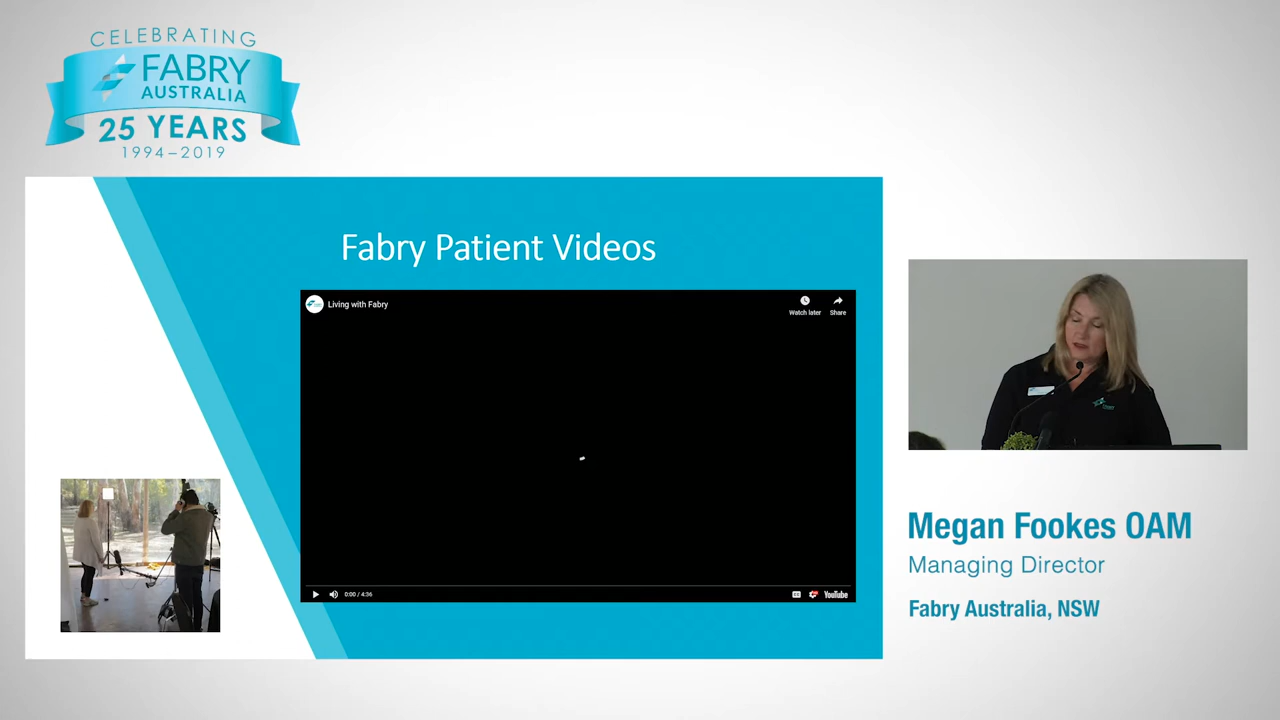 CELEBRATING
FABRY
AUSTRALIA
25 YEARS
1994–2019
Fabry Patient Videos
Living with Fabry
Watch later
Share
0:00 / 4:36
CC
YouTube
Megan Fookes OAM
Managing Director
Fabry Australia, NSW